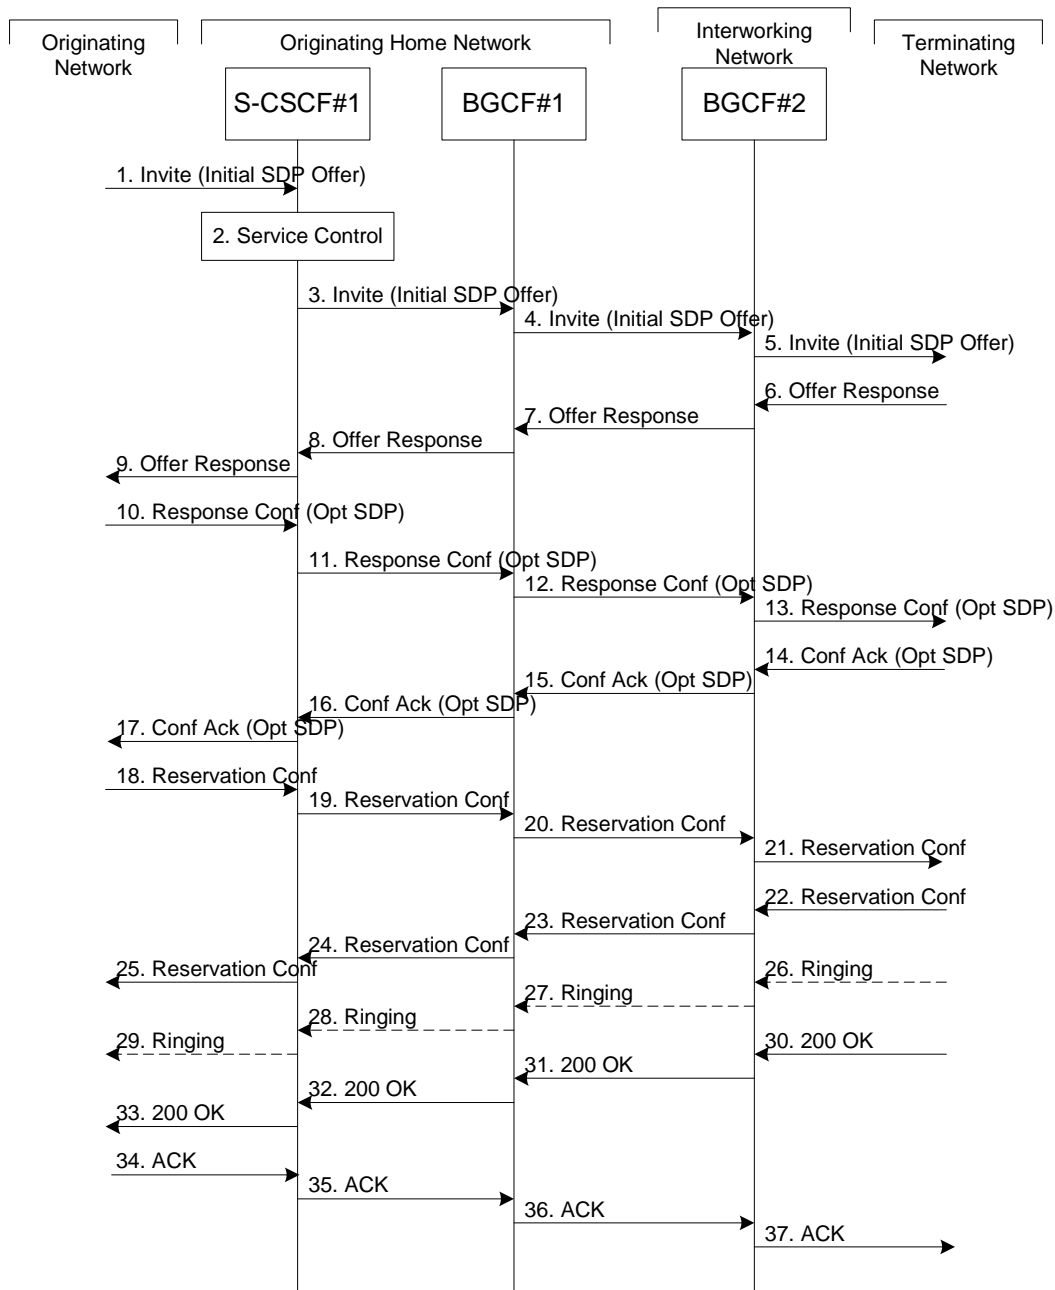 Originating
Network
Originating Home Network
Interworking
Network
Terminating
Network
S-CSCF#1
BGCF#1
BGCF#2
1. Invite (Initial SDP Offer)
2. Service Control
3. Invite (Initial SDP Offer)
4. Invite (Initial SDP Offer)
5. Invite (Initial SDP Offer)
6. Offer Response
7. Offer Response
8. Offer Response
9. Offer Response
10. Response Conf (Opt SDP)
11. Response Conf (Opt SDP)
12. Response Conf (Opt SDP)
13. Response Conf (Opt SDP)
14. Conf Ack (Opt SDP)
15. Conf Ack (Opt SDP)
16. Conf Ack (Opt SDP)
17. Conf Ack (Opt SDP)
18. Reservation Conf
19. Reservation Conf
20. Reservation Conf
21. Reservation Conf
22. Reservation Conf
23. Reservation Conf
24. Reservation Conf
25. Reservation Conf
26. Ringing
27. Ringing
28. Ringing
29. Ringing
30. 200 OK
31. 200 OK
32. 200 OK
33. 200 OK
34. ACK
35. ACK
36. ACK
37. ACK